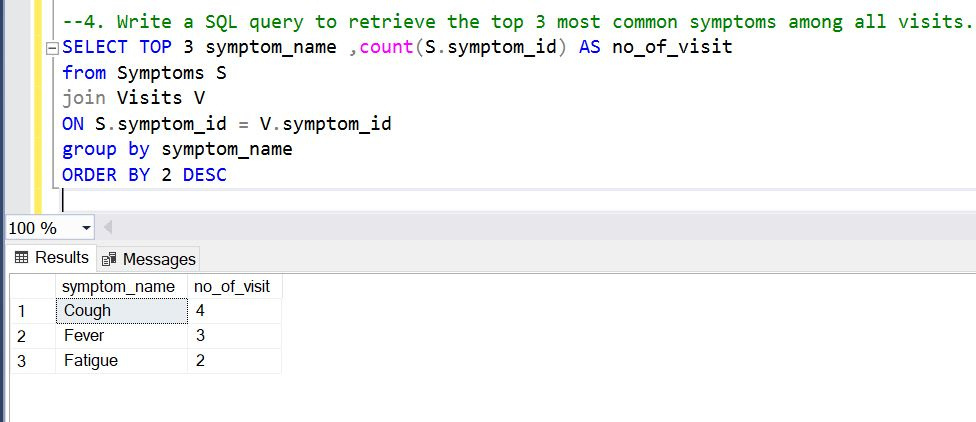 --4. Write a SQL query to retrieve the top 3 most common symptoms among all visits.
SELECT TOP 3 symptom_name ,count(S.symptom_id) AS no_of_visit
from Symptoms S
join Visits V
ON S.symptom_id = V.symptom_id
group by symptom_name
ORDER BY 2 DESC
100 %
Results Messages
symptom_name no_of_visit
1 Cough 4
2 Fever 3
3 Fatigue 2